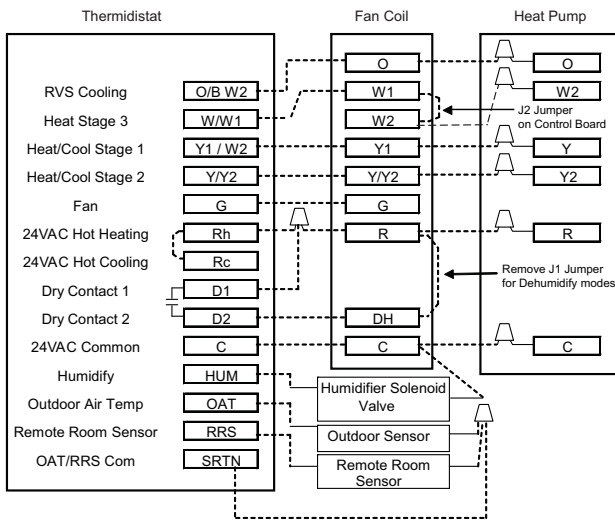 Thermidistat Fan Coil Heat Pump
O O
RVS Cooling O/B W2 W1 W2
J2 Jumper
on Control Board
Heat Stage 3 W/W1 W2
Heat/Cool Stage 1 Y1 / W2 Y1 Y
Heat/Cool Stage 2 Y/Y2 Y/Y2 Y2
Fan G G
24VAC Hot Heating Rh R R
24VAC Hot Cooling Rc
Remove J1 Jumper
for Dehumidify modes
Dry Contact 1 D1
Dry Contact 2 D2 DH
24VAC Common C C C
Humidify HUM
Humidifier Solenoid
Valve
Outdoor Air Temp OAT
Outdoor Sensor
Remote Room Sensor RRS
Remote Room
Sensor
OAT/RRS Com SRTN